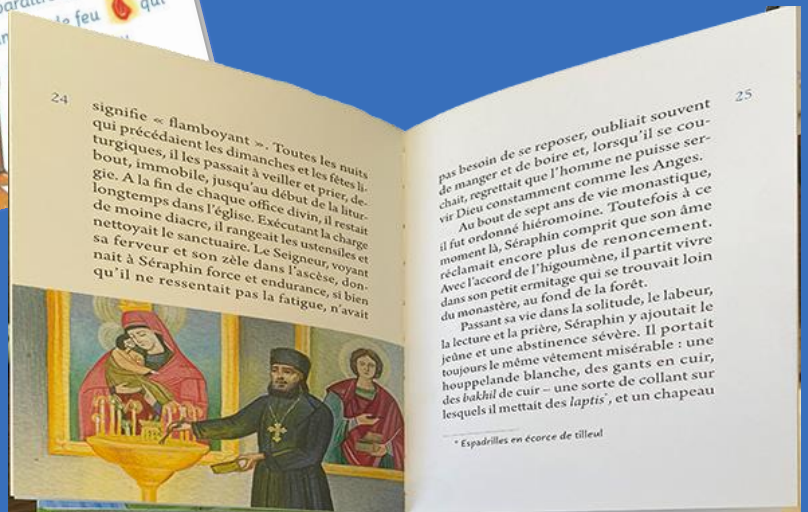 de feu qui
24
signifie « flamboyant ». Toutes les nuits
qui précédaient les dimanches et les fêtes li-
turgiques, il les passait à veiller et prier, de-
bout, immobile, jusqu'au début de la litur-
gie. A la fin de chaque office divin, il restait
longtemps dans l'église. Exécutant la charge
de moine diacre, il rangeait les ustensiles et
nettoyait le sanctuaire. Le Seigneur, voyant
sa ferveur et son zèle dans l'ascèse, don-
nait à Séraphin force et endurance, si bien
qu'il ne ressentait pas la fatigue, n'avait
25
pas besoin de se reposer, oubliait souvent
de manger et de boire et, lorsqu'il se cou-
chait, regrettait que l'homme ne puisse ser-
vir Dieu constamment comme les Anges.
Au bout de sept ans de vie monastique,
il fut ordonné hiéromoine. Toutefois à ce
moment là, Séraphin comprit que son âme
réclamait encore plus de renoncement.
Avec l'accord de l'higoumène, il partit vivre
dans son petit ermitage qui se trouvait loin
du monastère, au fond de la forêt.
Passant sa vie dans la solitude, le labeur,
la lecture et la prière, Séraphin y ajoutait le
jeûne et une abstinence sévère. Il portait
toujours le même vêtement misérable : une
houppelande blanche, des gants en cuir,
des bakhil de cuir – une sorte de collant sur
lesquels il mettait des laptis*, et un chapeau
* Espadrilles en écorce de tilleul